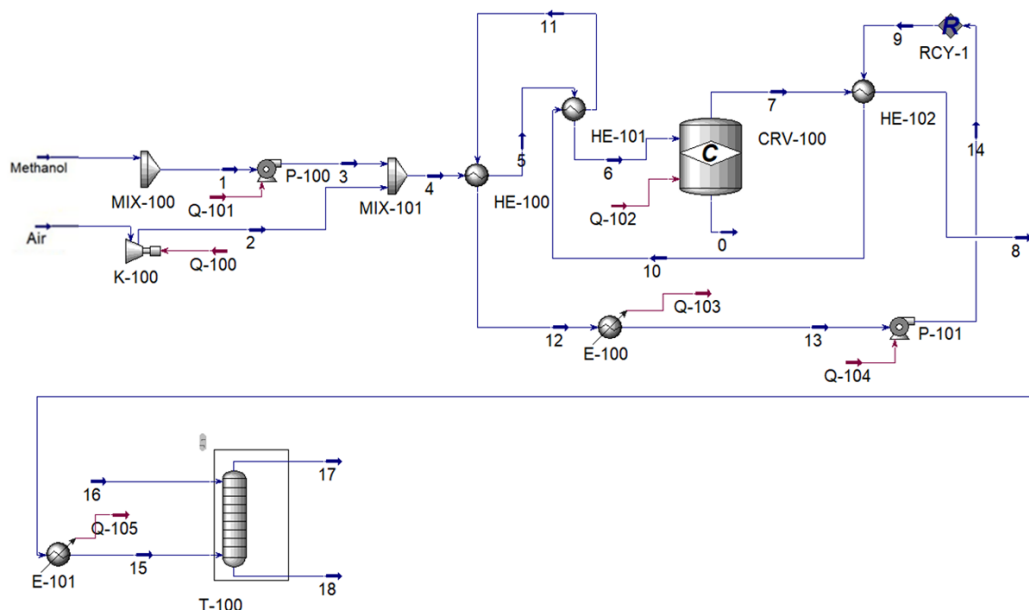 11
9
RCY-1
7
HE-102
HE-101
CRV-100
14
C
R
5
6
Methanol
P-100
3
1
4
MIX-100
Q-101
MIX-101
HE-100
Q-102
Air
2
0
K-100
Q-100
10
8
Q-103
12
13
P-101
E-100
Q-104
17
16
Q-105
E-101
15
18
T-100